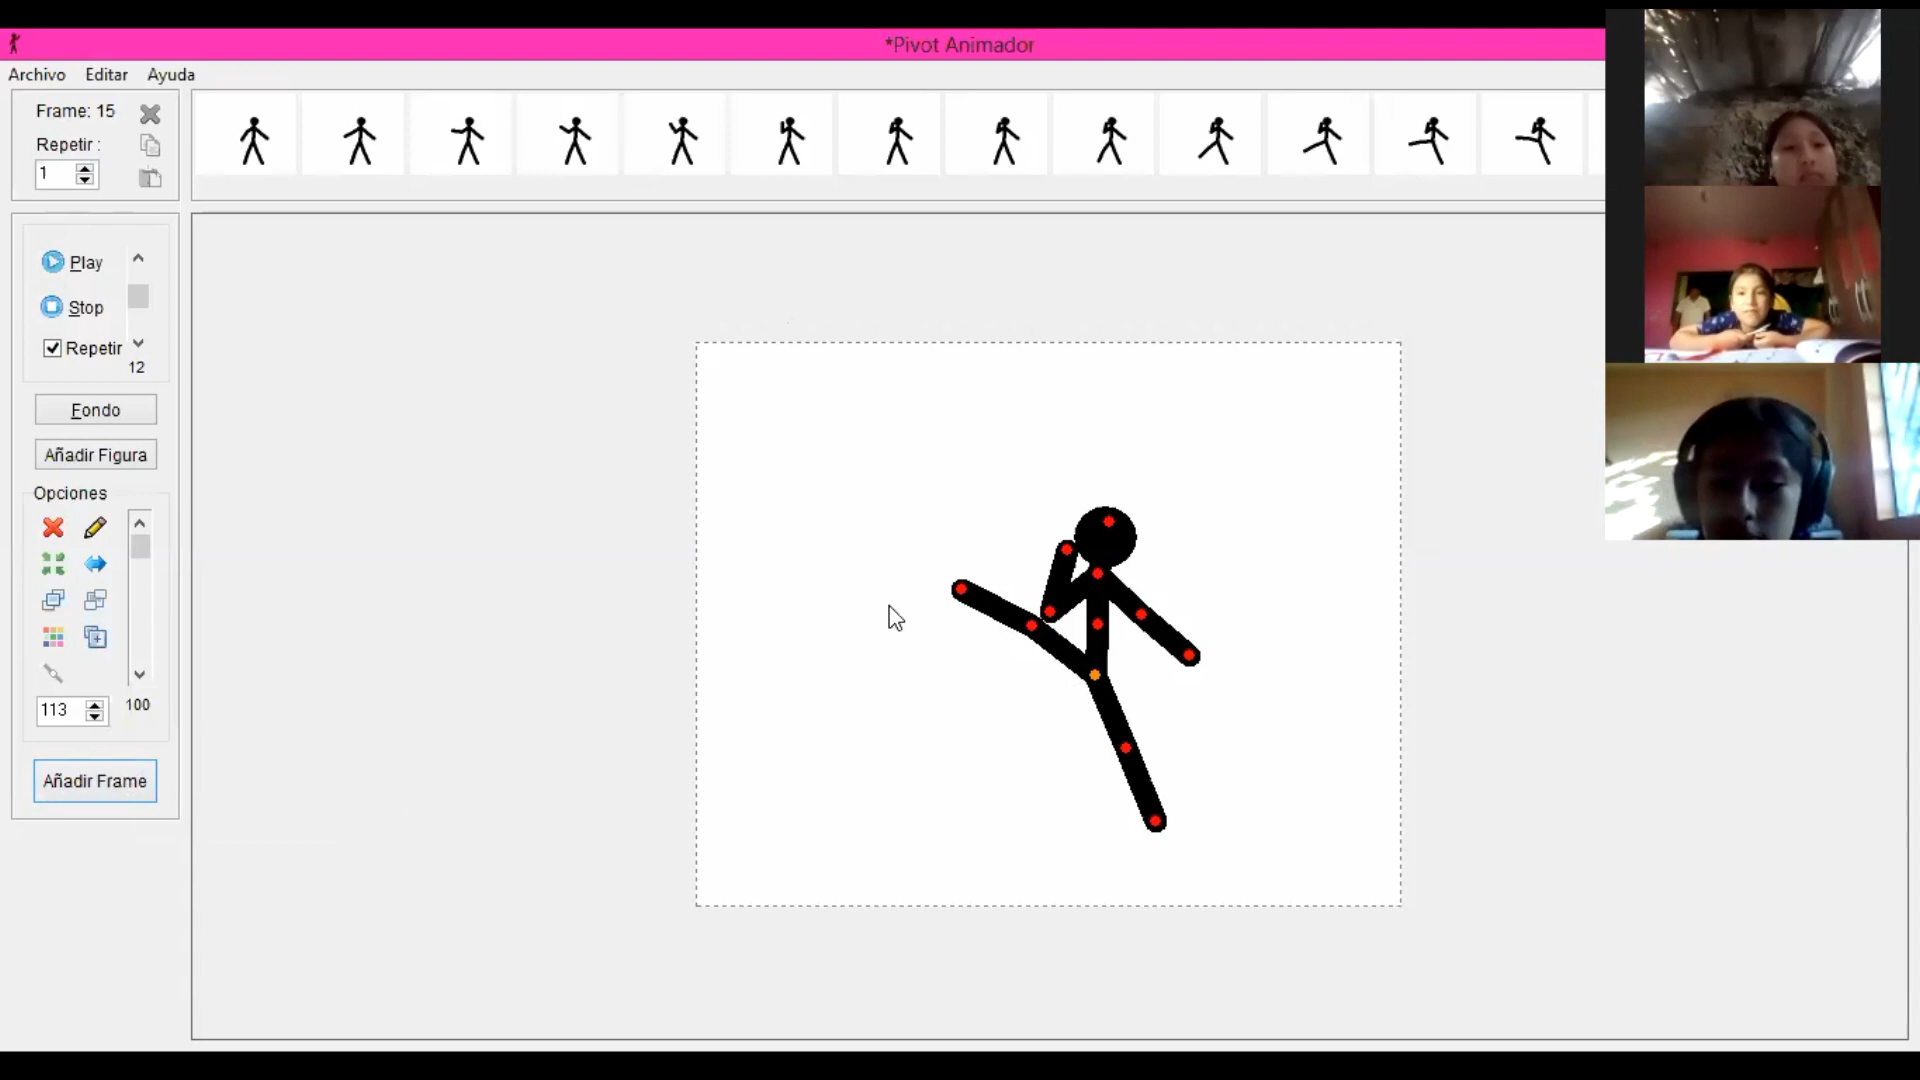 *Pivot Animador
Archivo Editar Ayuda
Frame: 15
Repetir :
1
Play
Stop
Repetir
12
Fondo
Añadir Figura
Opciones
113
100
Añadir Frame